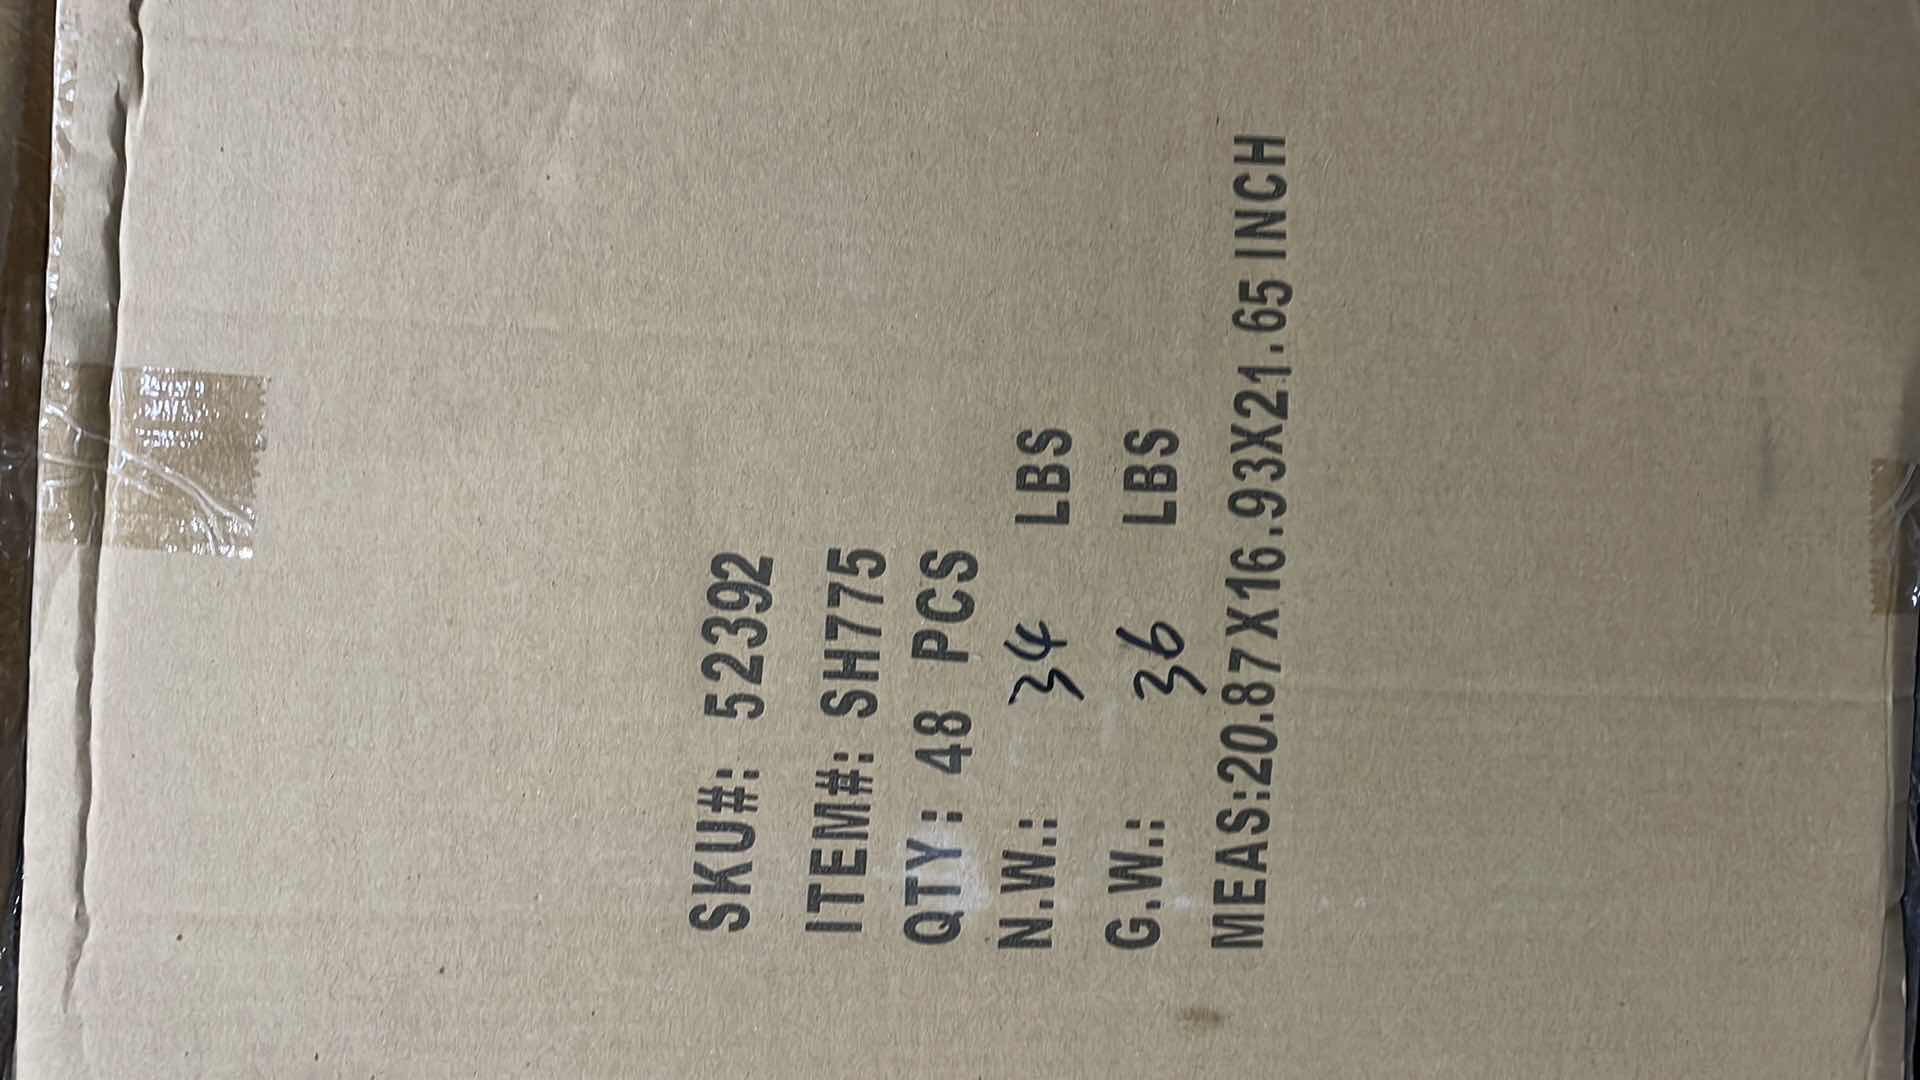 SKU#: 52392
ITEM#: SH775
QTY: 48 PCS
N.W.: 34 LBS
G.W.: 36 LBS
MEAS:20.87X16.93X21.65 INCH